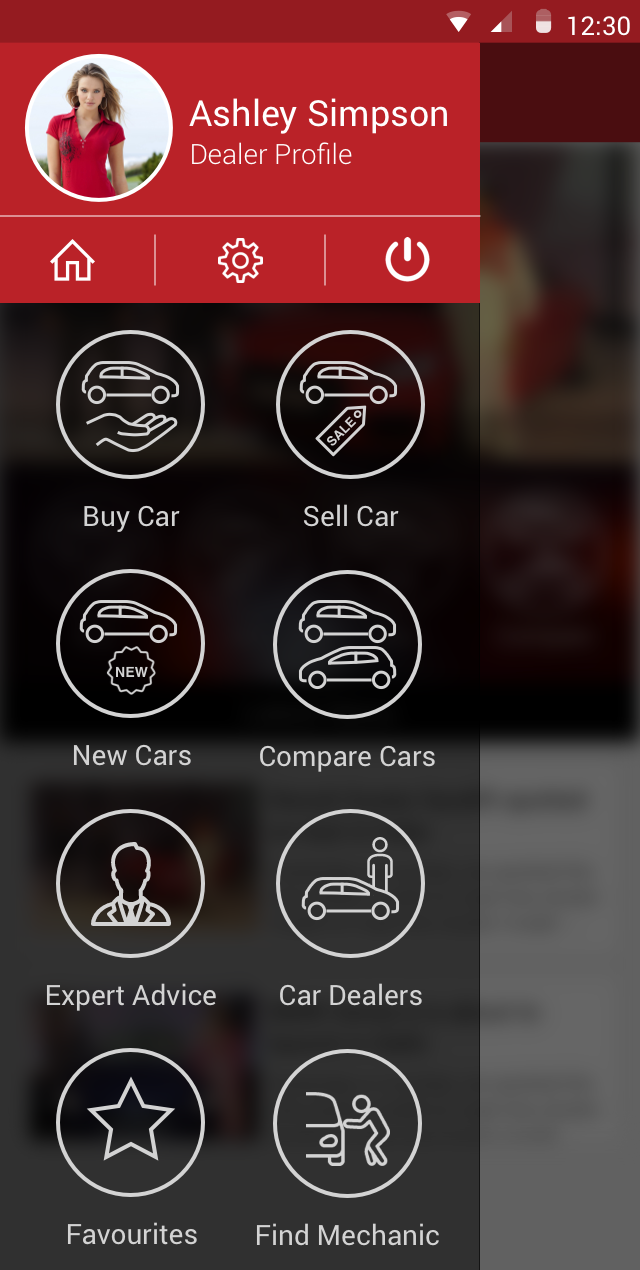 12:30
Ashley Simpson
Dealer Profile
SALE
Buy Car
Sell Car
NEW
New Cars
Compare Cars
Expert Advice
Car Dealers
Favourites
Find Mechanic